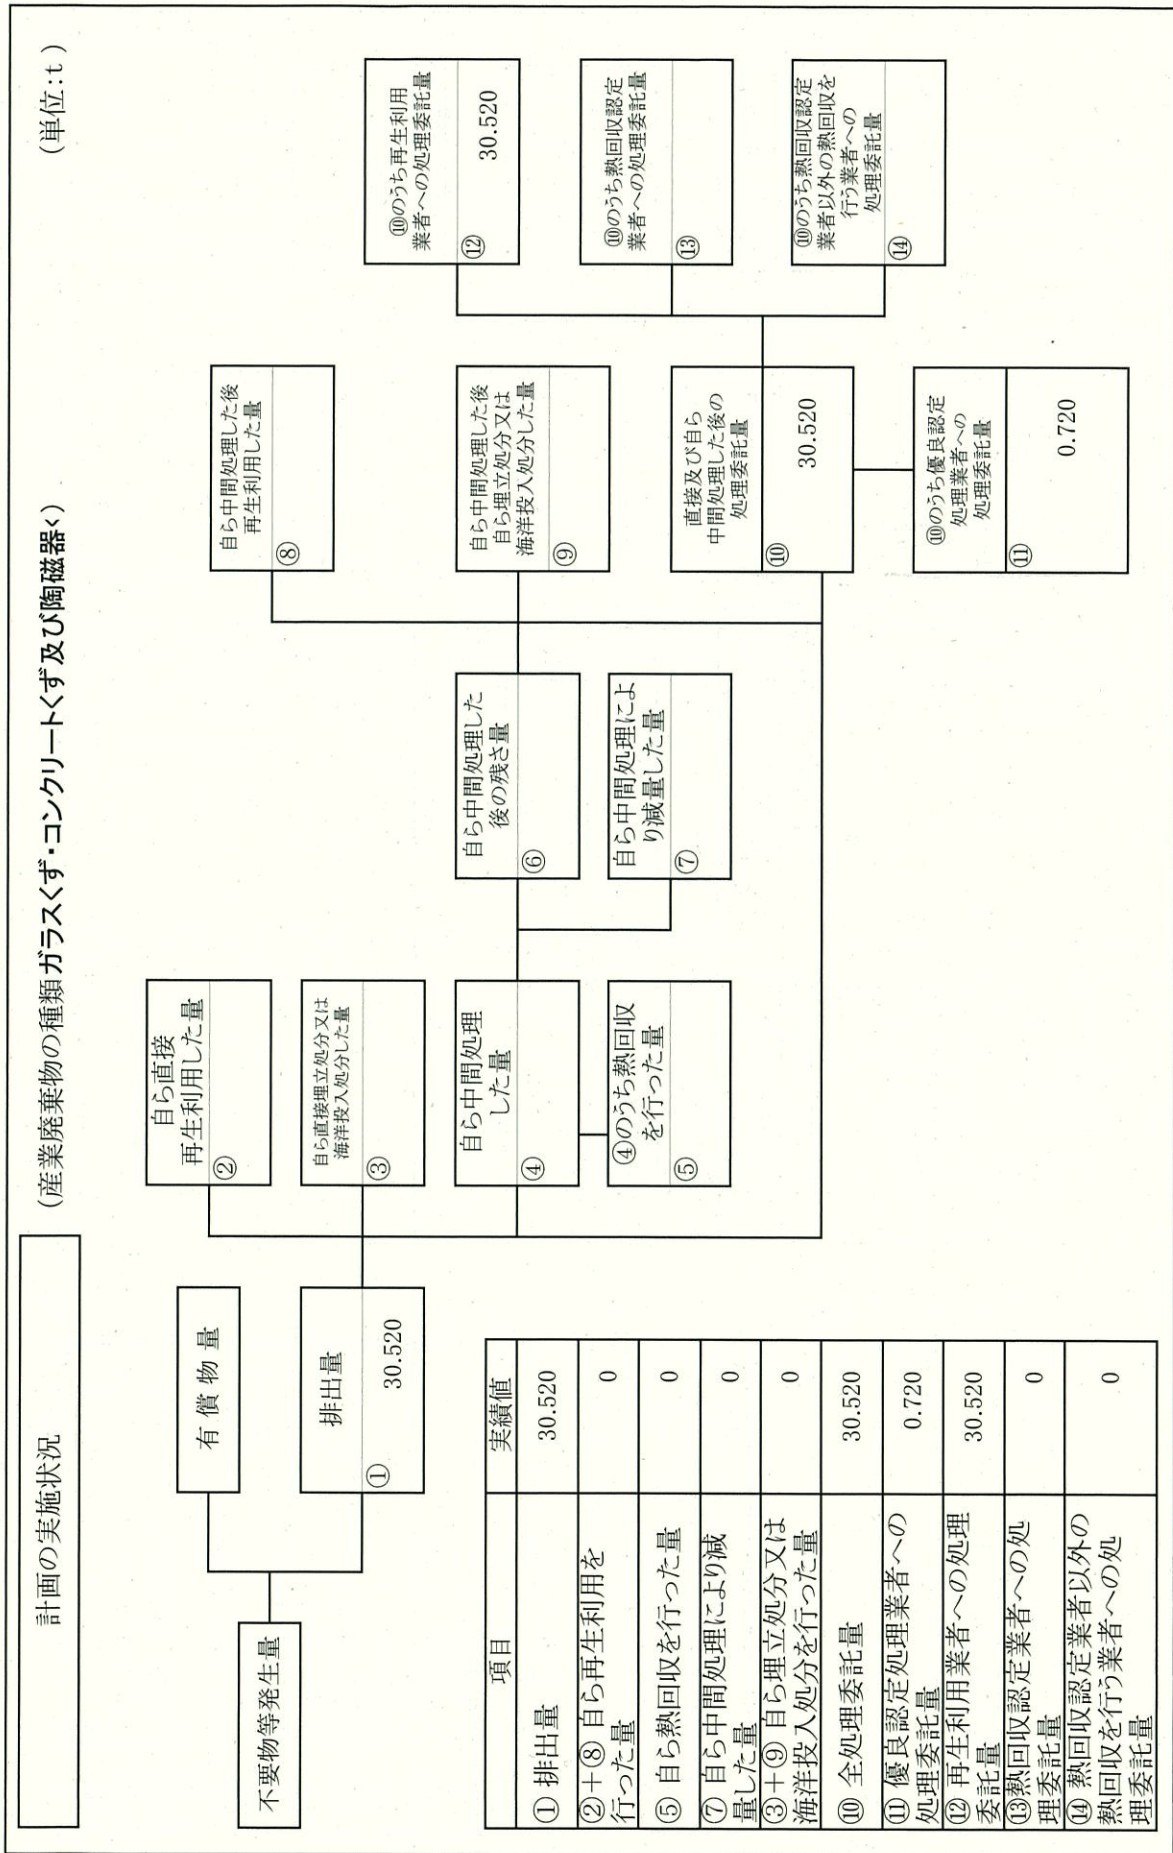 計画の実施状況
(産業廃棄物の種類ガラスくず・コンクリートくず及び陶磁器く)
(単位:t)
不要物等発生量
有償物量
排出量
①
30.520
自ら直接
再生利用した量
②
自ら直接埋立処分又は
海洋投入処分した量
③
自ら中間処理
した量
④
④のうち熱回収
を行った量
⑤
自ら中間処理した
後の残さ量
⑥
自ら中間処理によ
り減量した量
⑦
自ら中間処理した後
再生利用した量
⑧
自ら中間処理した後
自ら埋立処分又は
海洋投入処分した量
⑨
直接及び自ら
中間処理した後の
処理委託量
⑩
30.520
⑩のうち優良認定
処理業者への
処理委託量
⑪
0.720
⑩のうち再生利用
業者への処理委託量
⑫
30.520
⑩のうち熱回収認定
業者への処理委託量
⑬
⑩のうち熱回収認定
業者以外の熱回収を
行う業者への
処理委託量
⑭
項目 実績値
① 排出量 30.520
②+⑧ 自ら再生利用を
行った量 0
⑤ 自ら熱回収を行った量 0
⑦ 自ら中間処理により減
量した量 0
③+⑨ 自ら埋立処分又は
海洋投入処分を行った量 0
⑩ 全処理委託量 30.520
⑪ 優良認定処理業者への
処理委託量 0.720
⑫ 再生利用業者への処理
委託量 30.520
⑬熱回収認定業者への処
理委託量 0
⑭ 熱回収認定業者以外の
熱回収を行う業者への処
理委託量 0